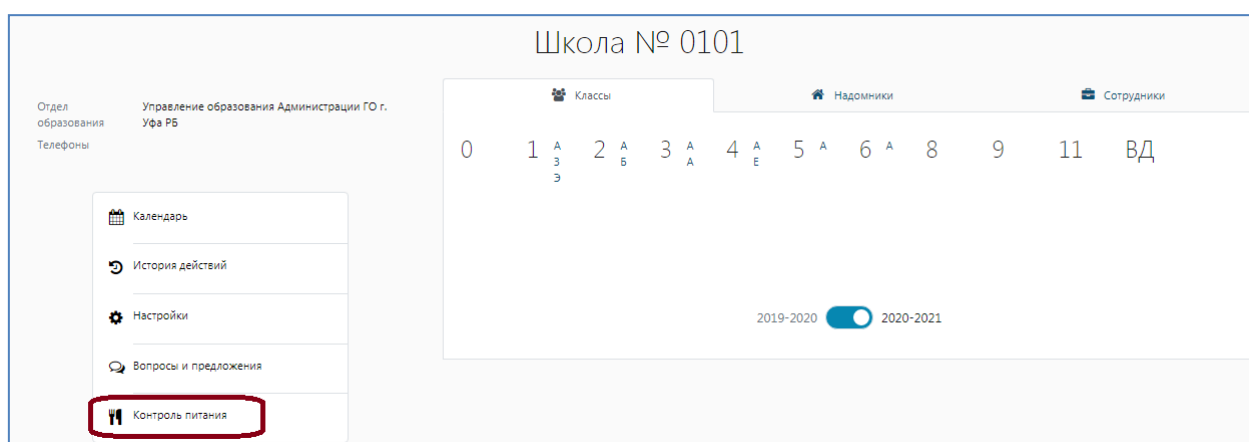 Школа № 0101
Отдел образования
Управление образования Администрации ГО г. Уфа РБ
Телефоны
Календарь
История действий
Настройки
Вопросы и предложения
Контроль питания
Классы
Надомники
Сотрудники
0 1 А З Э 2 А Б 3 А А 4 А Е 5 А 6 А 8 9 11 ВД
2019-2020 2020-2021